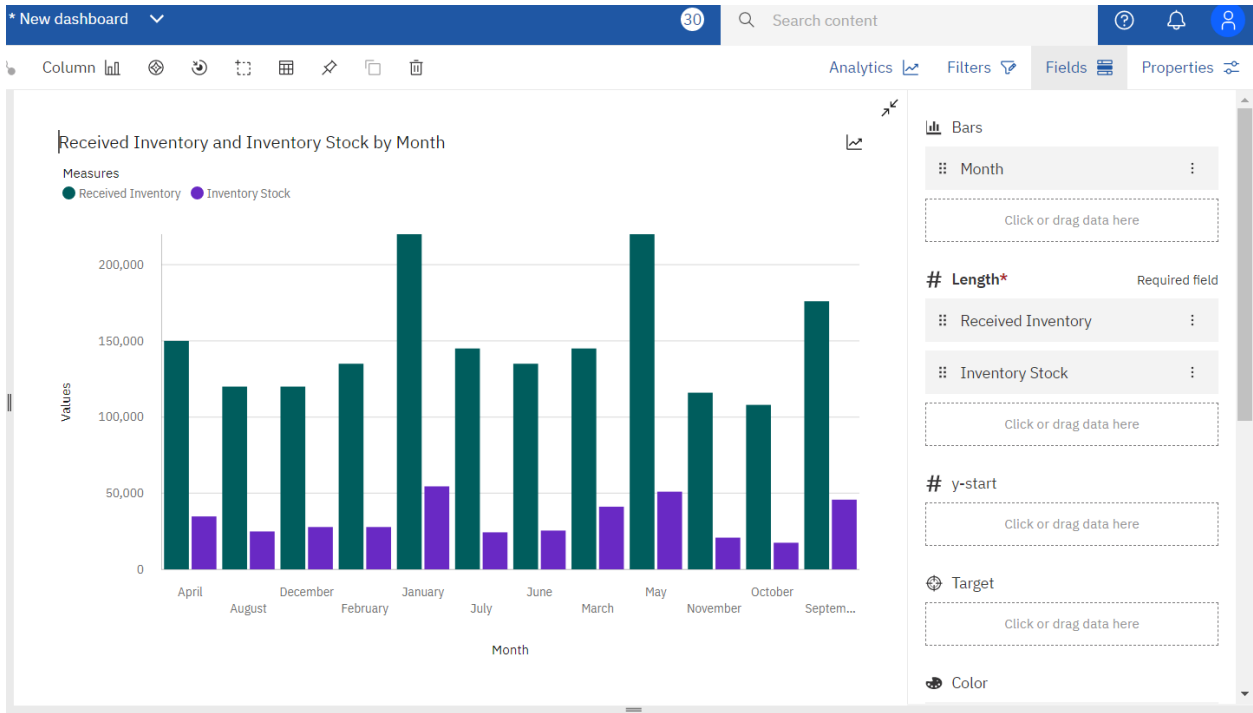 * New dashboard
30
Search content
Column
Analytics
Filters
Fields
Properties
Received Inventory and Inventory Stock by Month
Measures
Received Inventory Inventory Stock
200,000
150,000
100,000
50,000
0
Values
April
August
December
February
January
July
June
March
May
November
October
Septem...
Month
Bars
Month
Click or drag data here
# Length*
Required field
Received Inventory
Inventory Stock
Click or drag data here
# y-start
Click or drag data here
Target
Click or drag data here
Color